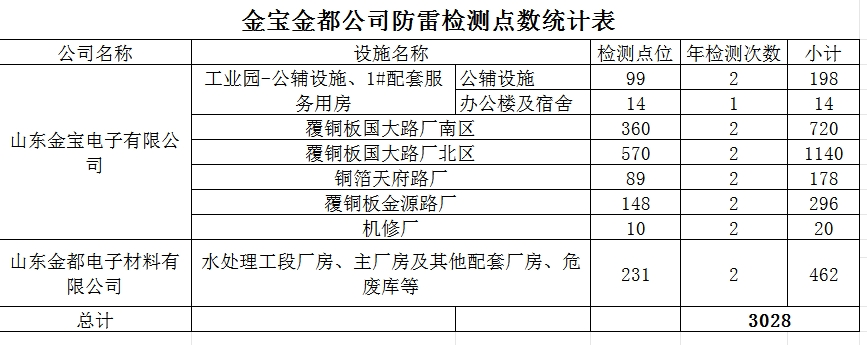 金宝金都公司防雷检测点数统计表
公司名称 设施名称 检测点位 年检测次数 小计
山东金宝电子有限公司 工业园-公辅设施、1#配套服务用房 公辅设施 99 2 198
办公楼及宿舍 14 1 14
覆铜板国大路厂南区 360 2 720
覆铜板国大路厂北区 570 2 1140
铜箔天府路厂 89 2 178
覆铜板金源路厂 148 2 296
机修厂 10 2 20
山东金都电子材料有限公司 水处理工段厂房、主厂房及其他配套厂房、危废库等 231 2 462
总计 3028